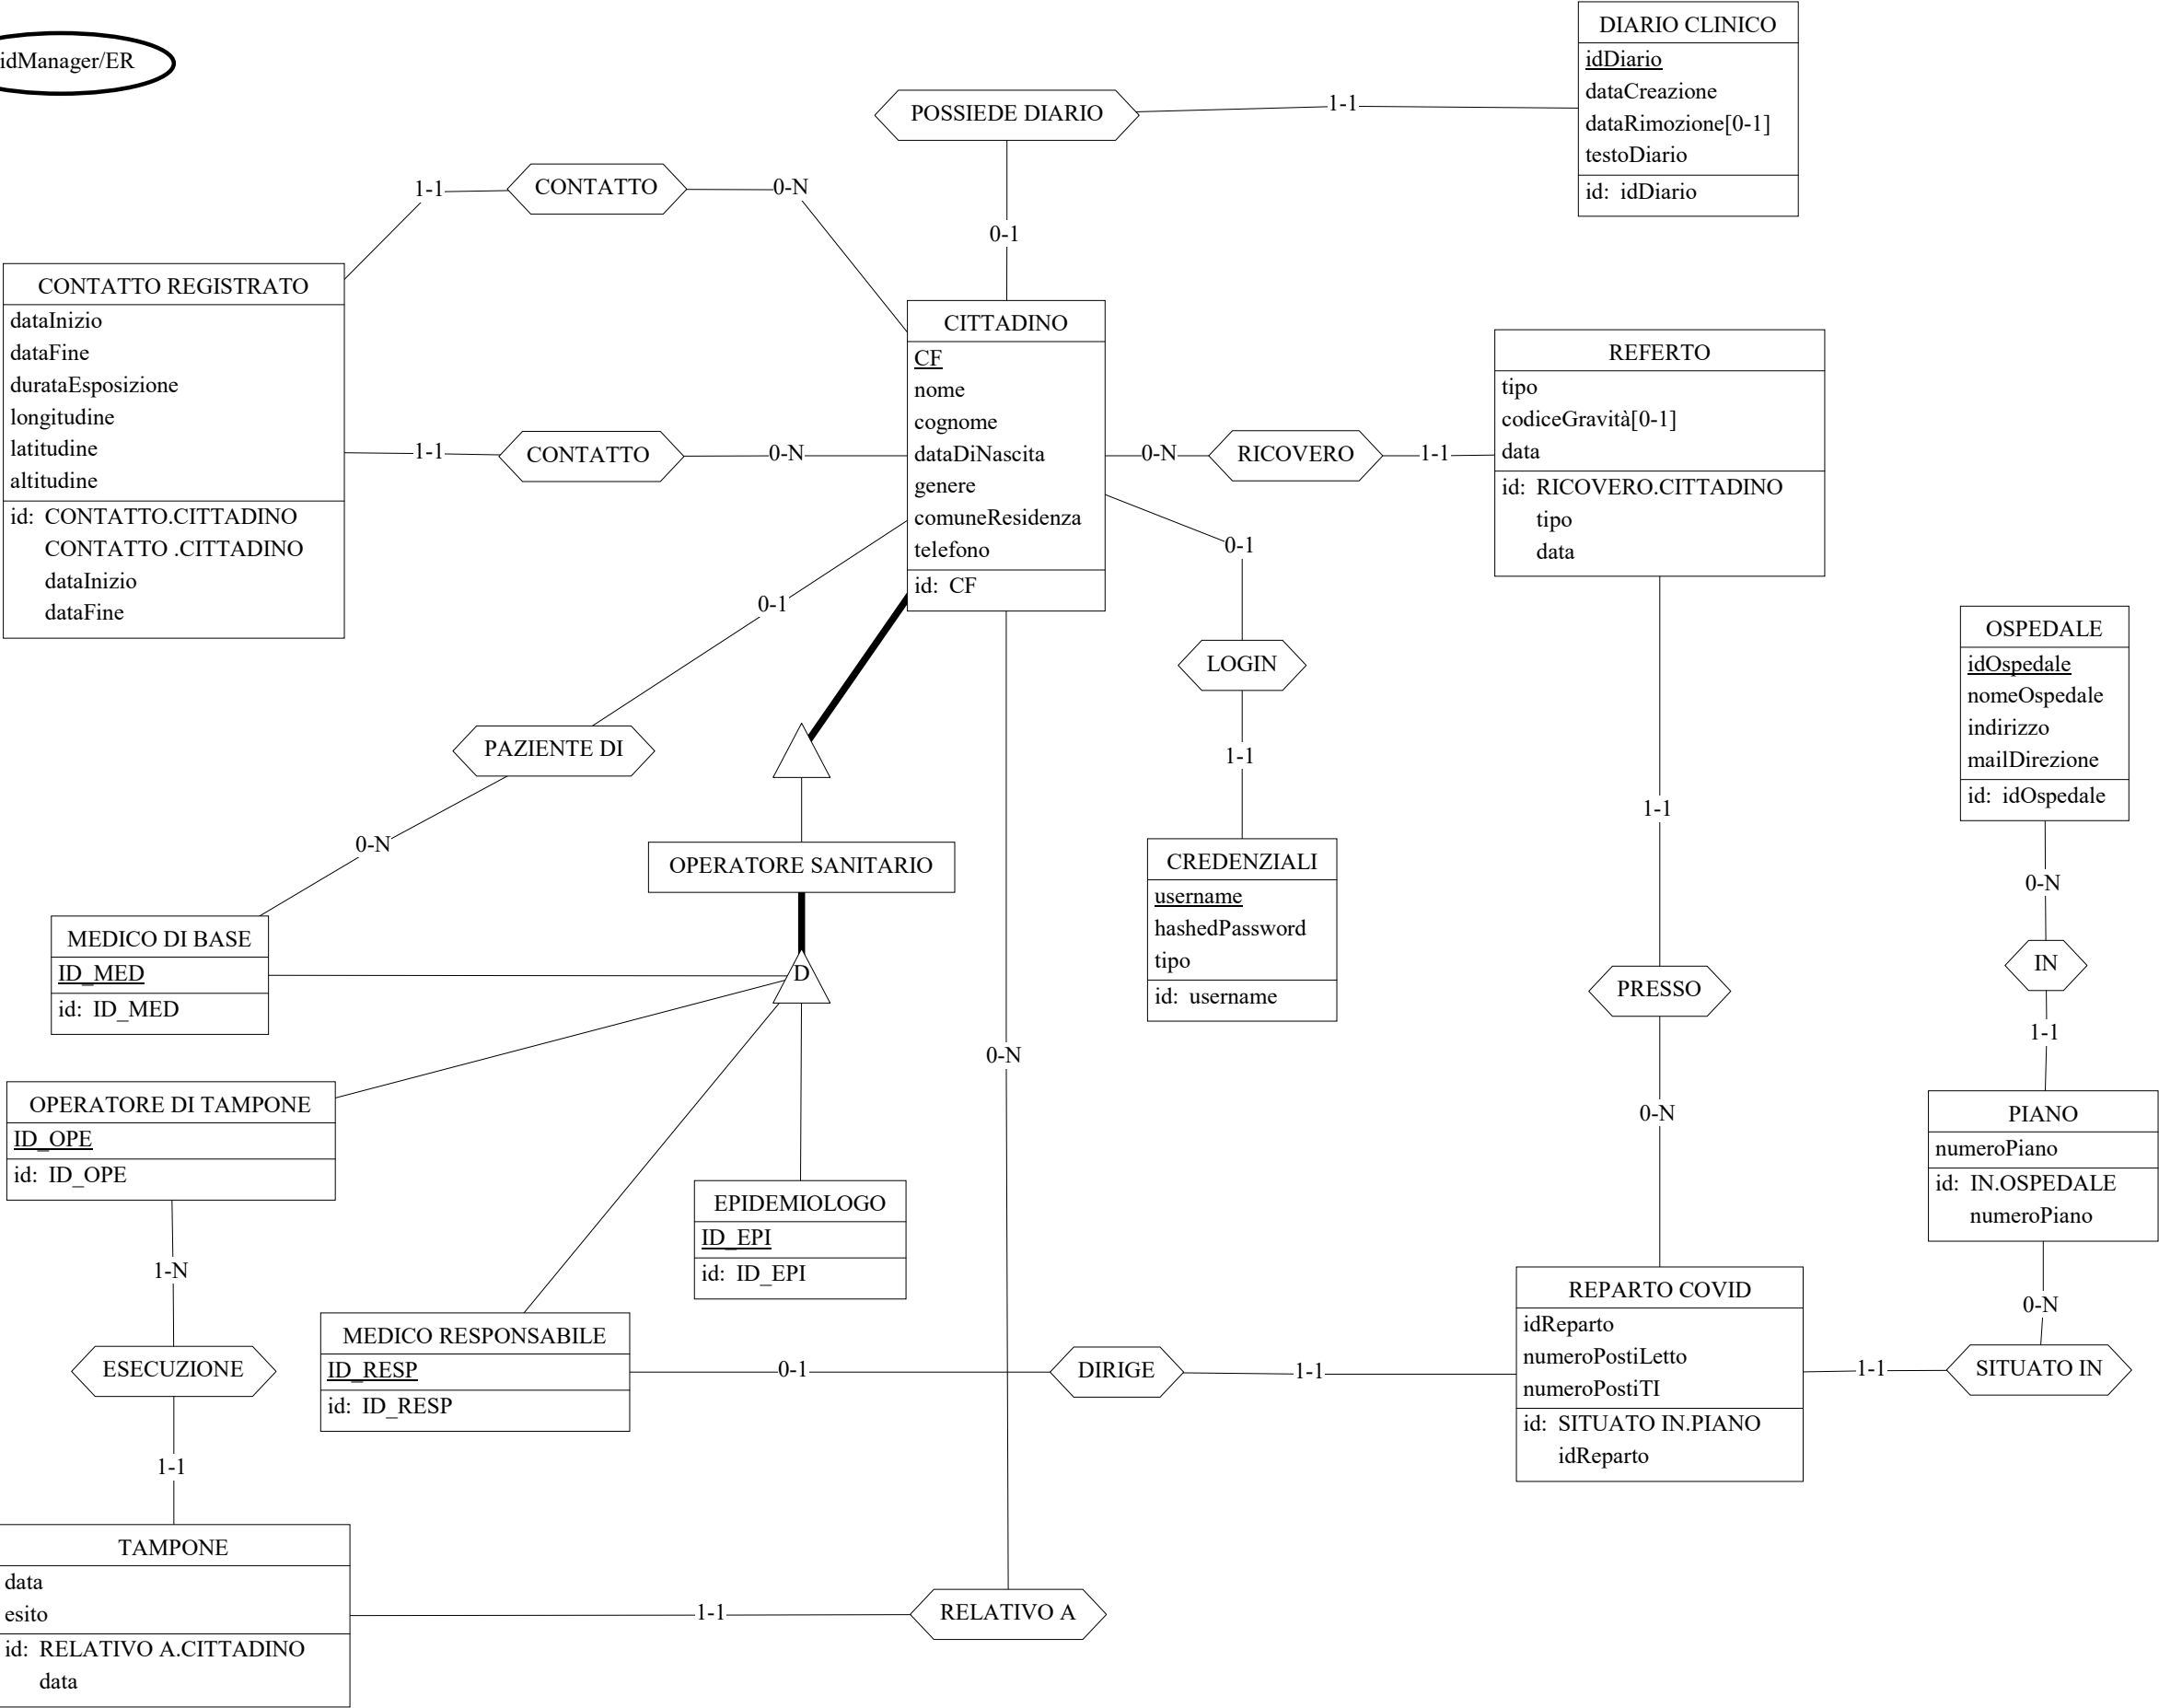 idManager/ER
DIARIO CLINICO
idDiario
dataCreazione
dataRimozione[0-1]
testoDiario
id: idDiario
POSSIEDE DIARIO
1-1
0-1
1-1
CONTATTO
0-N
CONTATTO REGISTRATO
dataInizio
dataFine
durataEsposizione
longitudine
latitudine
altitudine
id: CONTATTO.CITTADINO
CONTATTO .CITTADINO
dataInizio
dataFine
1-1
CONTATTO
0-N
CITTADINO
CF
nome
cognome
dataDiNascita
genere
comuneResidenza
telefono
id: CF
0-N
RICOVERO
1-1
REFERTO
tipo
codiceGravità[0-1]
data
id: RICOVERO.CITTADINO
tipo
data
0-1
LOGIN
1-1
CREDENZIALI
username
hashedPassword
tipo
id: username
0-1
PAZIENTE DI
0-N
OPERATORE SANITARIO
D
MEDICO DI BASE
ID_MED
id: ID_MED
OPERATORE DI TAMPONE
ID_OPE
id: ID_OPE
EPIDEMIOLOGO
ID_EPI
id: ID_EPI
MEDICO RESPONSABILE
ID_RESP
id: ID_RESP
1-N
ESECUZIONE
1-1
TAMPONE
data
esito
id: RELATIVO A.CITTADINO
data
1-1
RELATIVO A
0-N
0-1
DIRIGE
1-1
1-1
PRESSO
0-N
REPARTO COVID
idReparto
numeroPostiLetto
numeroPostiTI
id: SITUATO IN.PIANO
idReparto
1-1
SITUATO IN
0-N
OSPEDALE
idOspedale
nomeOspedale
indirizzo
mailDirezione
id: idOspedale
0-N
IN
1-1
PIANO
numeroPiano
id: IN.OSPEDALE
numeroPiano